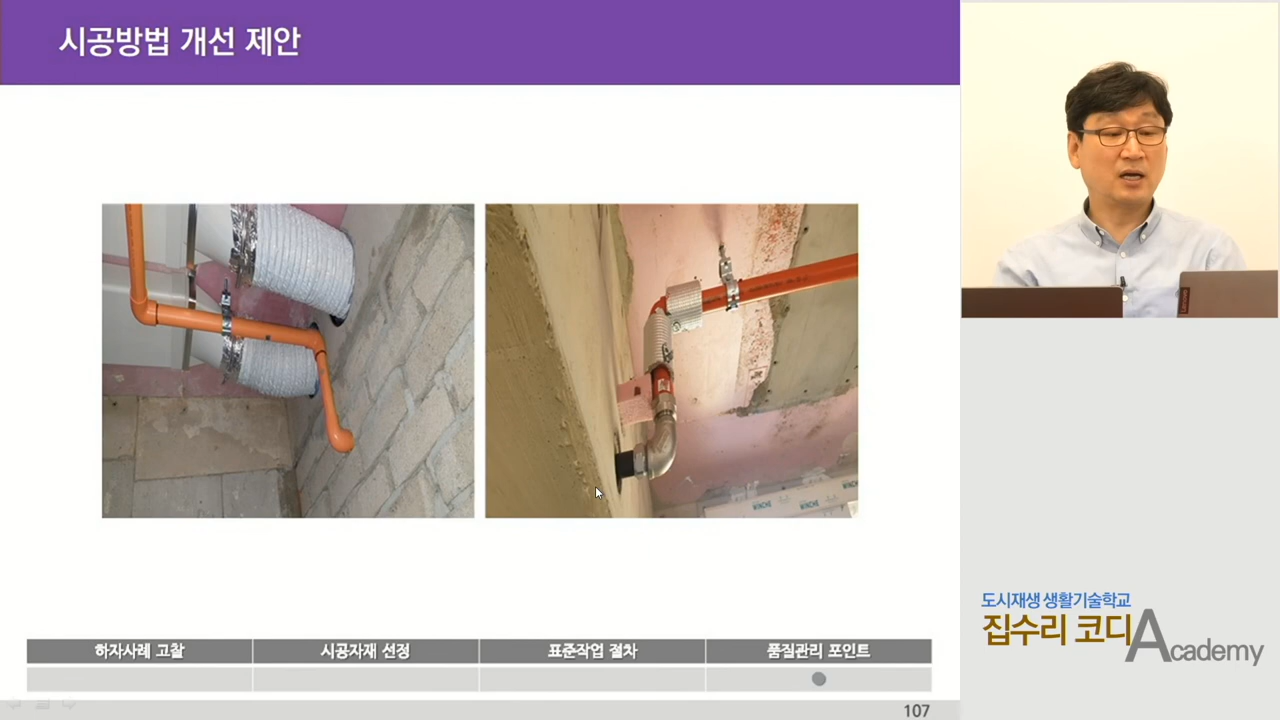 시공방법 개선 제안
하자사례 고찰
시공자재 선정
표준작업 절차
품질관리 포인트
107
도시재생 생활기술학교
집수리 코디Academy